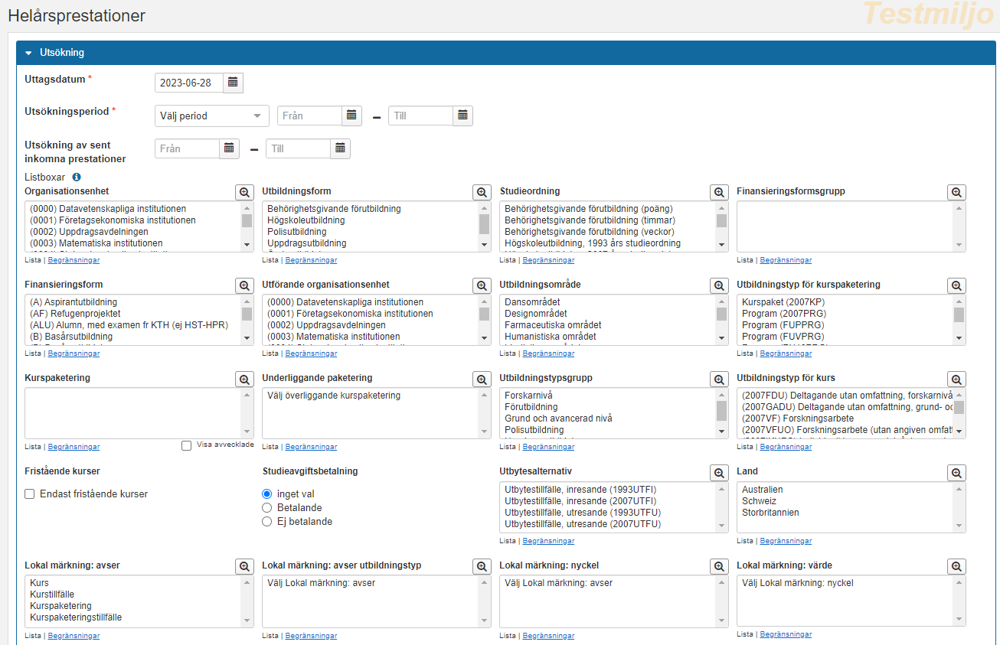 Helårsprestationer
Testmiljo
Utsökning
Uttagsdatum *
2023-06-28
Utsökningsperiod *
Välj period
Från
–
Till
Utsökning av sent
inkomna prestationer
Från
–
Till
Listboxar
Organisationsenhet
(0000) Datavetenskapliga institutionen
(0001) Företagsekonomiska institutionen
(0002) Uppdragsavdelningen
(0003) Matematiska institutionen
Lista | Begränsningar
Utbildningsform
Behörighetsgivande förutbildning
Högskoleutbildning
Polisutbildning
Uppdragsutbildning
Lista | Begränsningar
Studieordning
Behörighetsgivande förutbildning (poäng)
Behörighetsgivande förutbildning (timmar)
Behörighetsgivande förutbildning (veckor)
Högskoleutbildning, 1993 års studieordning
Lista | Begränsningar
Finansieringsformsgrupp
Lista | Begränsningar
Finansieringsform
(A) Aspirantutbildning
(AF) Refugenprojektet
(ALU) Alumn, med examen fr KTH (ej HST-HPR)
(B) Basårsutbildning
Lista | Begränsningar
Utförande organisationsenhet
(0000) Datavetenskapliga institutionen
(0001) Företagsekonomiska institutionen
(0002) Uppdragsavdelningen
(0003) Matematiska institutionen
Lista | Begränsningar
Utbildningsområde
Dansområdet
Designområdet
Farmaceutiska området
Humanistiska området
Lista | Begränsningar
Utbildningstyp för kurspaketering
Kurspaket (2007KP)
Program (2007PRG)
Program (FUPPRG)
Program (FUVPRG)
Lista | Begränsningar
Kurspaketering
Lista | Begränsningar
Visa avvecklade
Underliggande paketering
Välj överliggande kurspaketering
Lista | Begränsningar
Utbildningstypsgrupp
Forskarnivå
Förutbildning
Grund och avancerad nivå
Polisutbildning
Lista | Begränsningar
Utbildningstyp för kurs
(2007FDU) Deltagande utan omfattning, forskarnivå
(2007GADU) Deltagande utan omfattning, grund- oc
(2007VF) Forskningsarbete
(2007VFUO) Forskningsarbete (utan angiven omfatt
Lista | Begränsningar
Fristående kurser
Endast fristående kurser
Studieavgiftsbetalning
inget val
Betalande
Ej betalande
Utbytesalternativ
Utbytestillfälle, inresande (1993UTFI)
Utbytestillfälle, inresande (2007UTFI)
Utbytestillfälle, utresande (1993UTFU)
Utbytestillfälle, utresande (2007UTFU)
Lista | Begränsningar
Land
Australien
Schweiz
Storbritannien
Lista | Begränsningar
Lokal märkning: avser
Kurs
Kurstillfälle
Kurspaketering
Kurspaketeringstillfälle
Lista | Begränsningar
Lokal märkning: avser utbildningstyp
Välj Lokal märkning: avser
Lista | Begränsningar
Lokal märkning: nyckel
Välj Lokal märkning: avser
Lista | Begränsningar
Lokal märkning: värde
Välj Lokal märkning: nyckel
Lista | Begränsningar